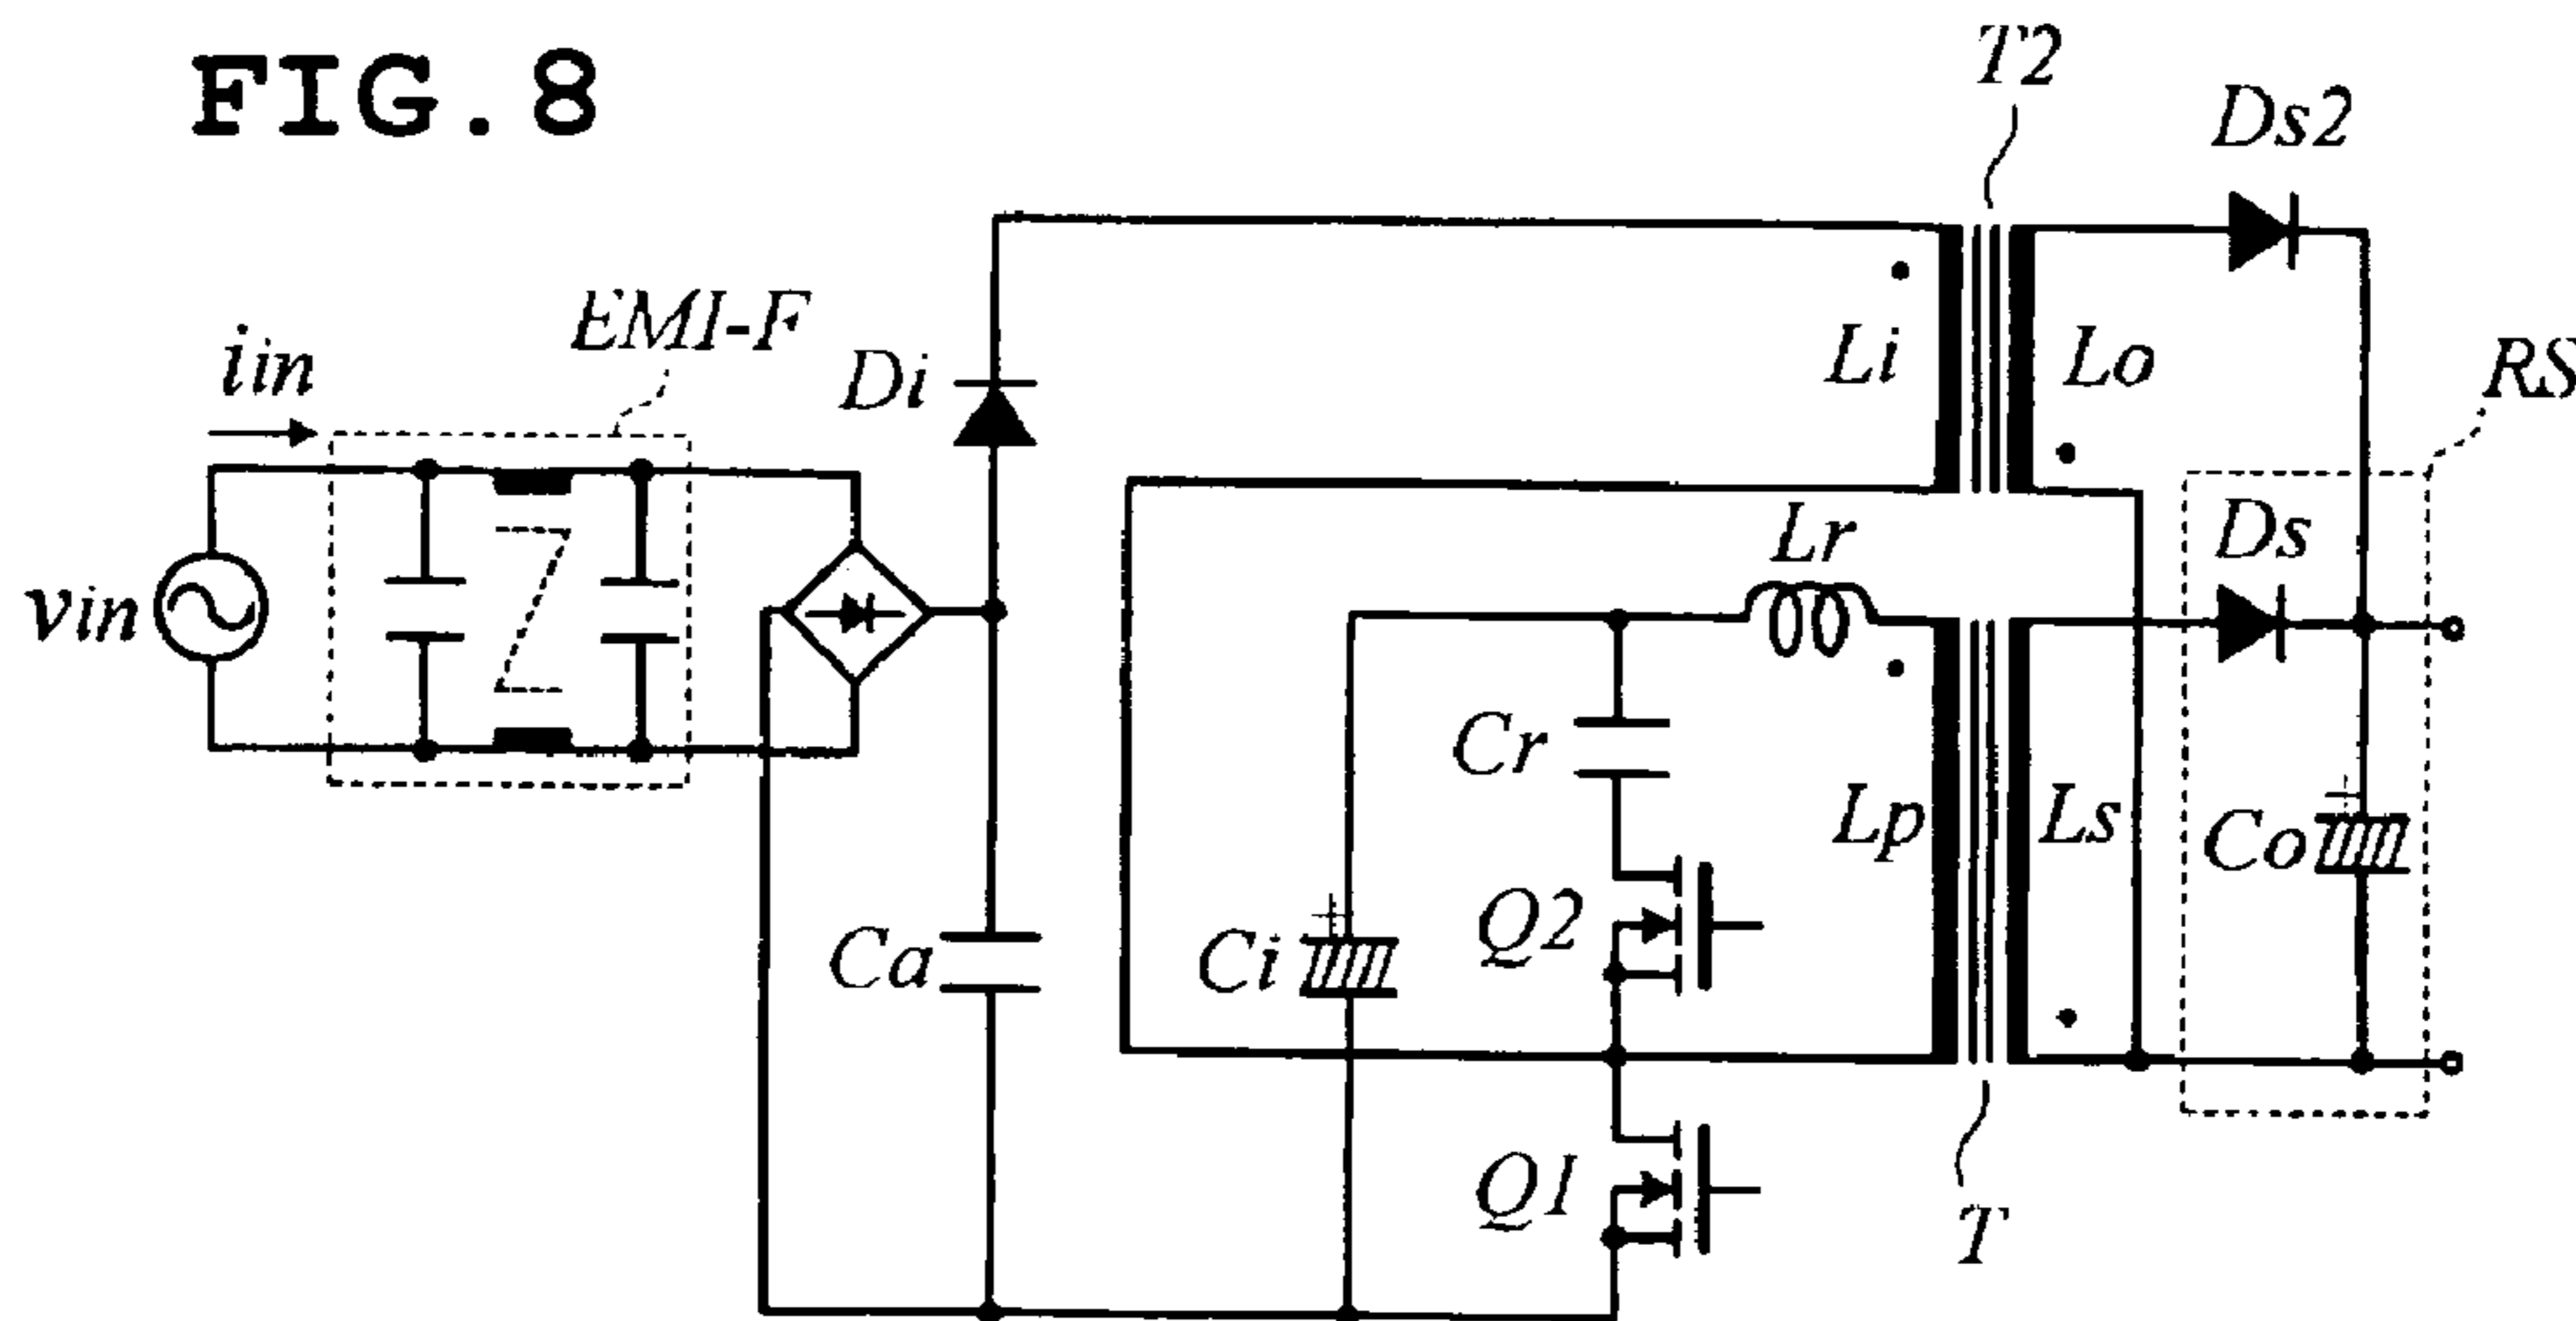 FIG.8
T2
Ds2
EMI-F
iin
Di
Li
Lo
RS
Lr
Ds
vin
Cr
Lp
Ls
Co
Ca
Ci
Q2
Q1
T